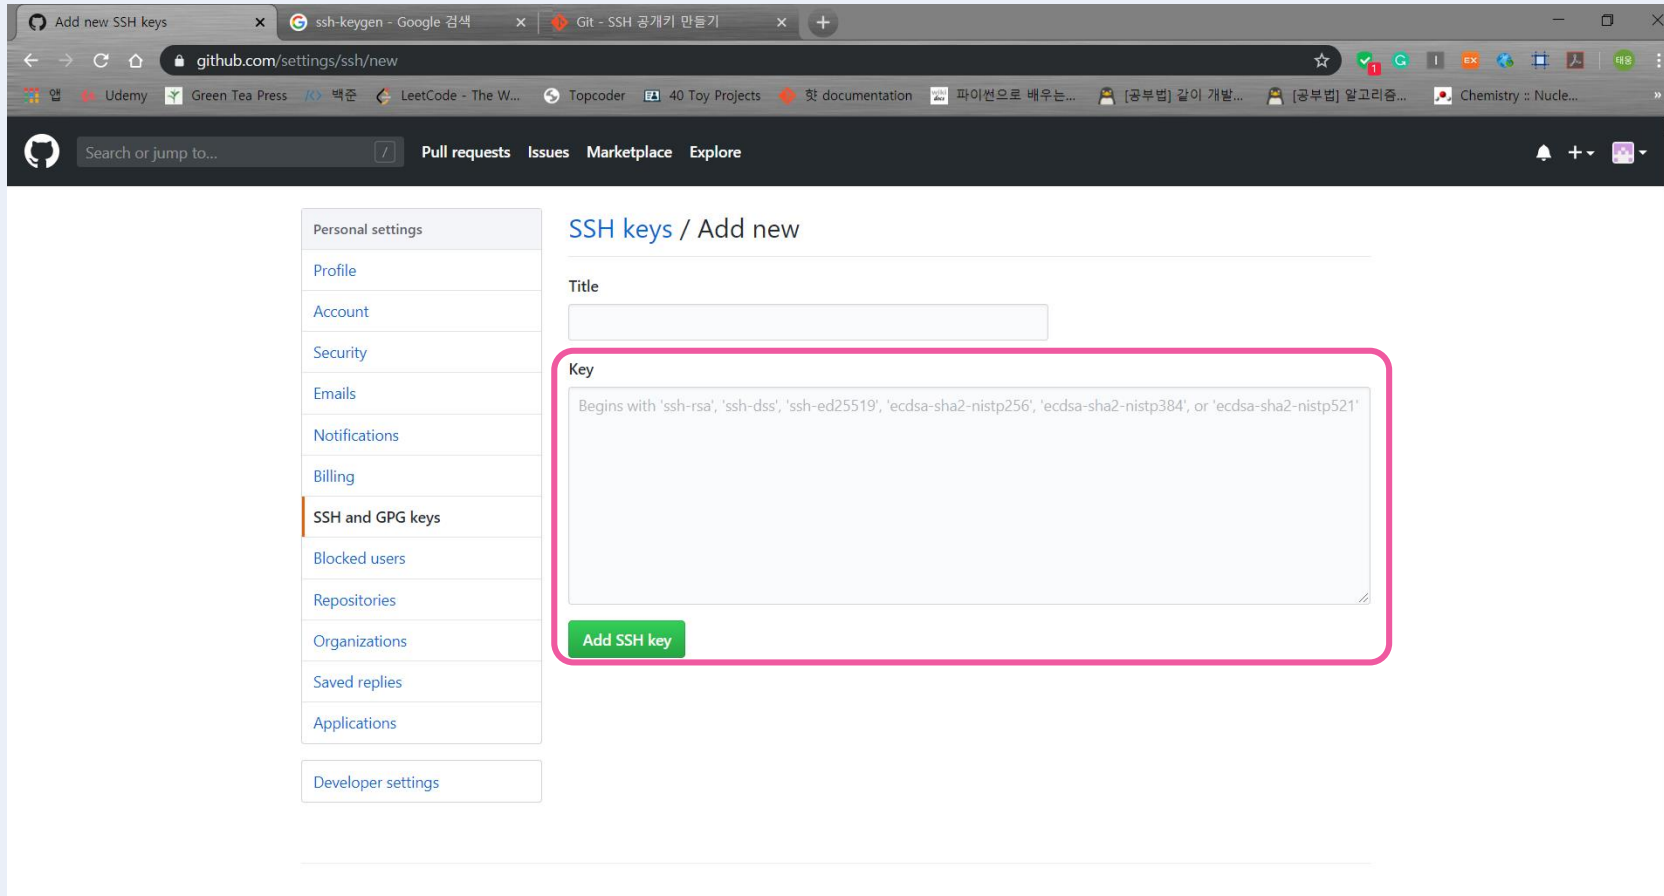 Add new SSH keys
ssh-keygen - Google 검색
Git - SSH 공개키 만들기
github.com/settings/ssh/new
1
G
I
EX
태웅
앱
Udemy
Green Tea Press
백준
LeetCode - The W...
Topcoder
40 Toy Projects
핫 documentation
파이썬으로 배우는...
[공부법] 같이 개발...
[공부법] 알고리즘...
Chemistry :: Nucle...
»
Search or jump to...
/
Pull requests Issues Marketplace Explore
Personal settings
Profile
Account
Security
Emails
Notifications
Billing
SSH and GPG keys
Blocked users
Repositories
Organizations
Saved replies
Applications
Developer settings
SSH keys / Add new
Title
Key
Begins with 'ssh-rsa', 'ssh-dss', 'ssh-ed25519', 'ecdsa-sha2-nistp256', 'ecdsa-sha2-nistp384', or 'ecdsa-sha2-nistp521'
Add SSH key